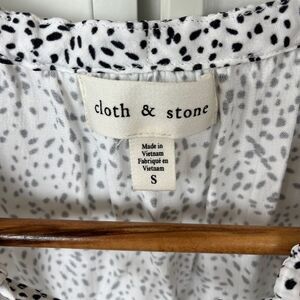 cloth & stone
Made in
Vietnam
Fabriqué en
Vietnam
S